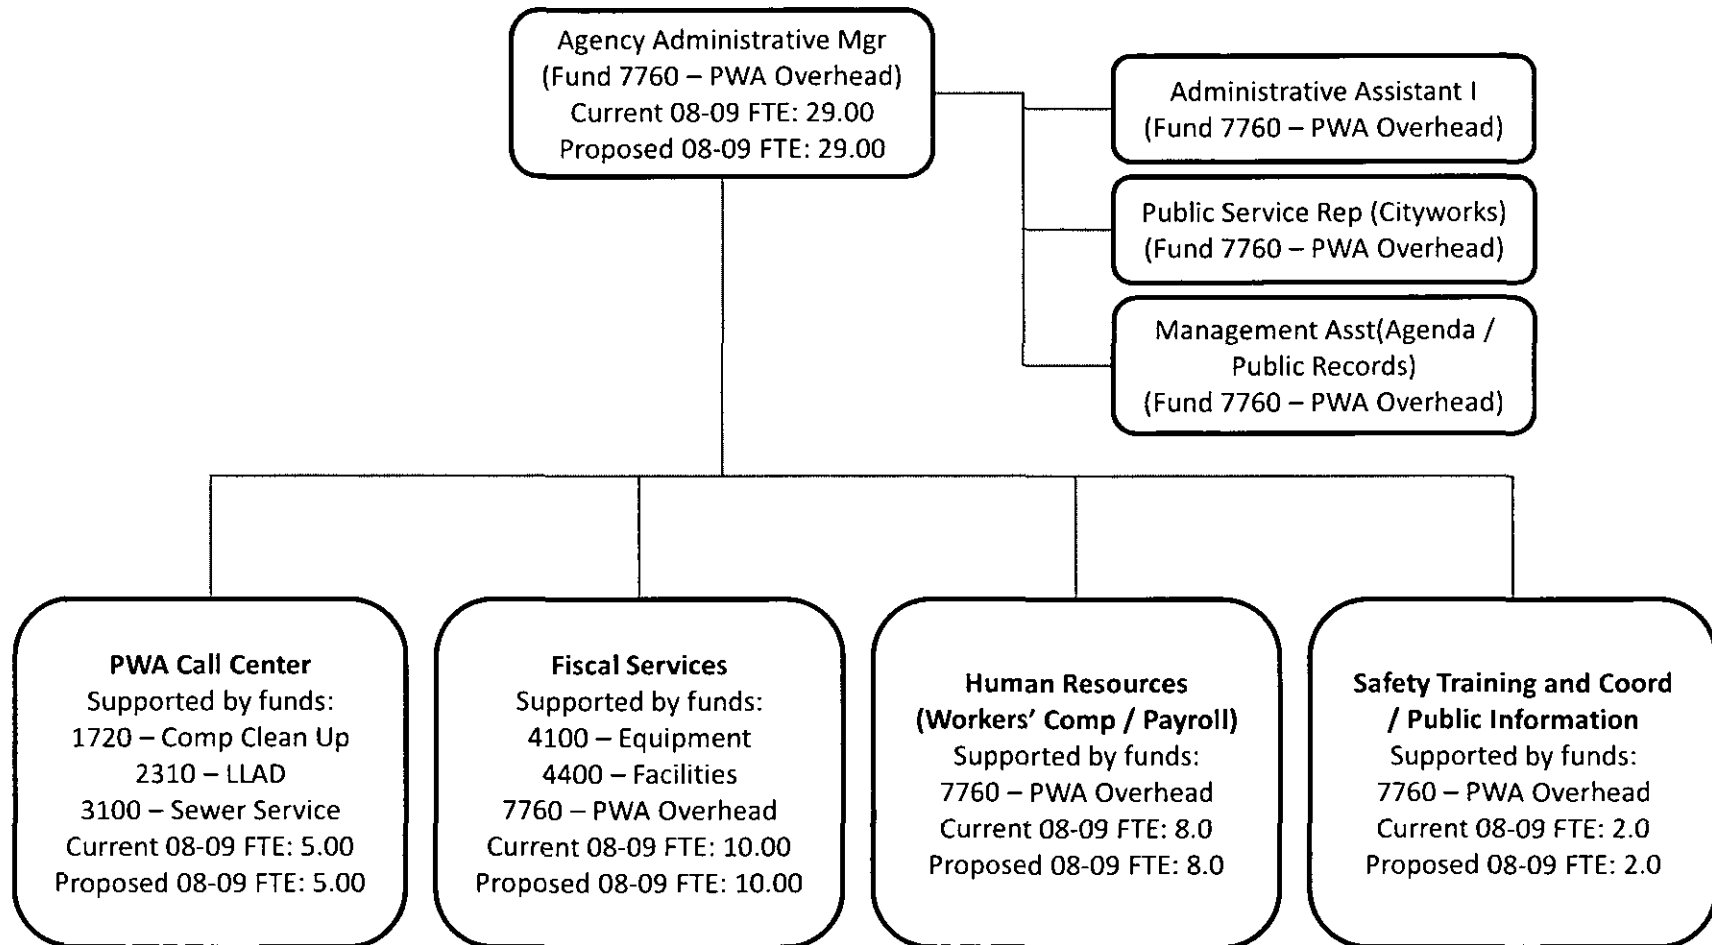 Agency Administrative Mgr
(Fund 7760 – PWA Overhead)
Current 08-09 FTE: 29.00
Proposed 08-09 FTE: 29.00
Administrative Assistant I
(Fund 7760 – PWA Overhead)
Public Service Rep (Cityworks)
(Fund 7760 – PWA Overhead)
Management Asst(Agenda /
Public Records)
(Fund 7760 – PWA Overhead)
PWA Call Center
Supported by funds:
1720 – Comp Clean Up
2310 – LLAD
3100 – Sewer Service
Current 08-09 FTE: 5.00
Proposed 08-09 FTE: 5.00
Fiscal Services
Supported by funds:
4100 – Equipment
4400 – Facilities
7760 – PWA Overhead
Current 08-09 FTE: 10.00
Proposed 08-09 FTE: 10.00
Human Resources
(Workers’ Comp / Payroll)
Supported by funds:
7760 – PWA Overhead
Current 08-09 FTE: 8.0
Proposed 08-09 FTE: 8.0
Safety Training and Coord
/ Public Information
Supported by funds:
7760 – PWA Overhead
Current 08-09 FTE: 2.0
Proposed 08-09 FTE: 2.0